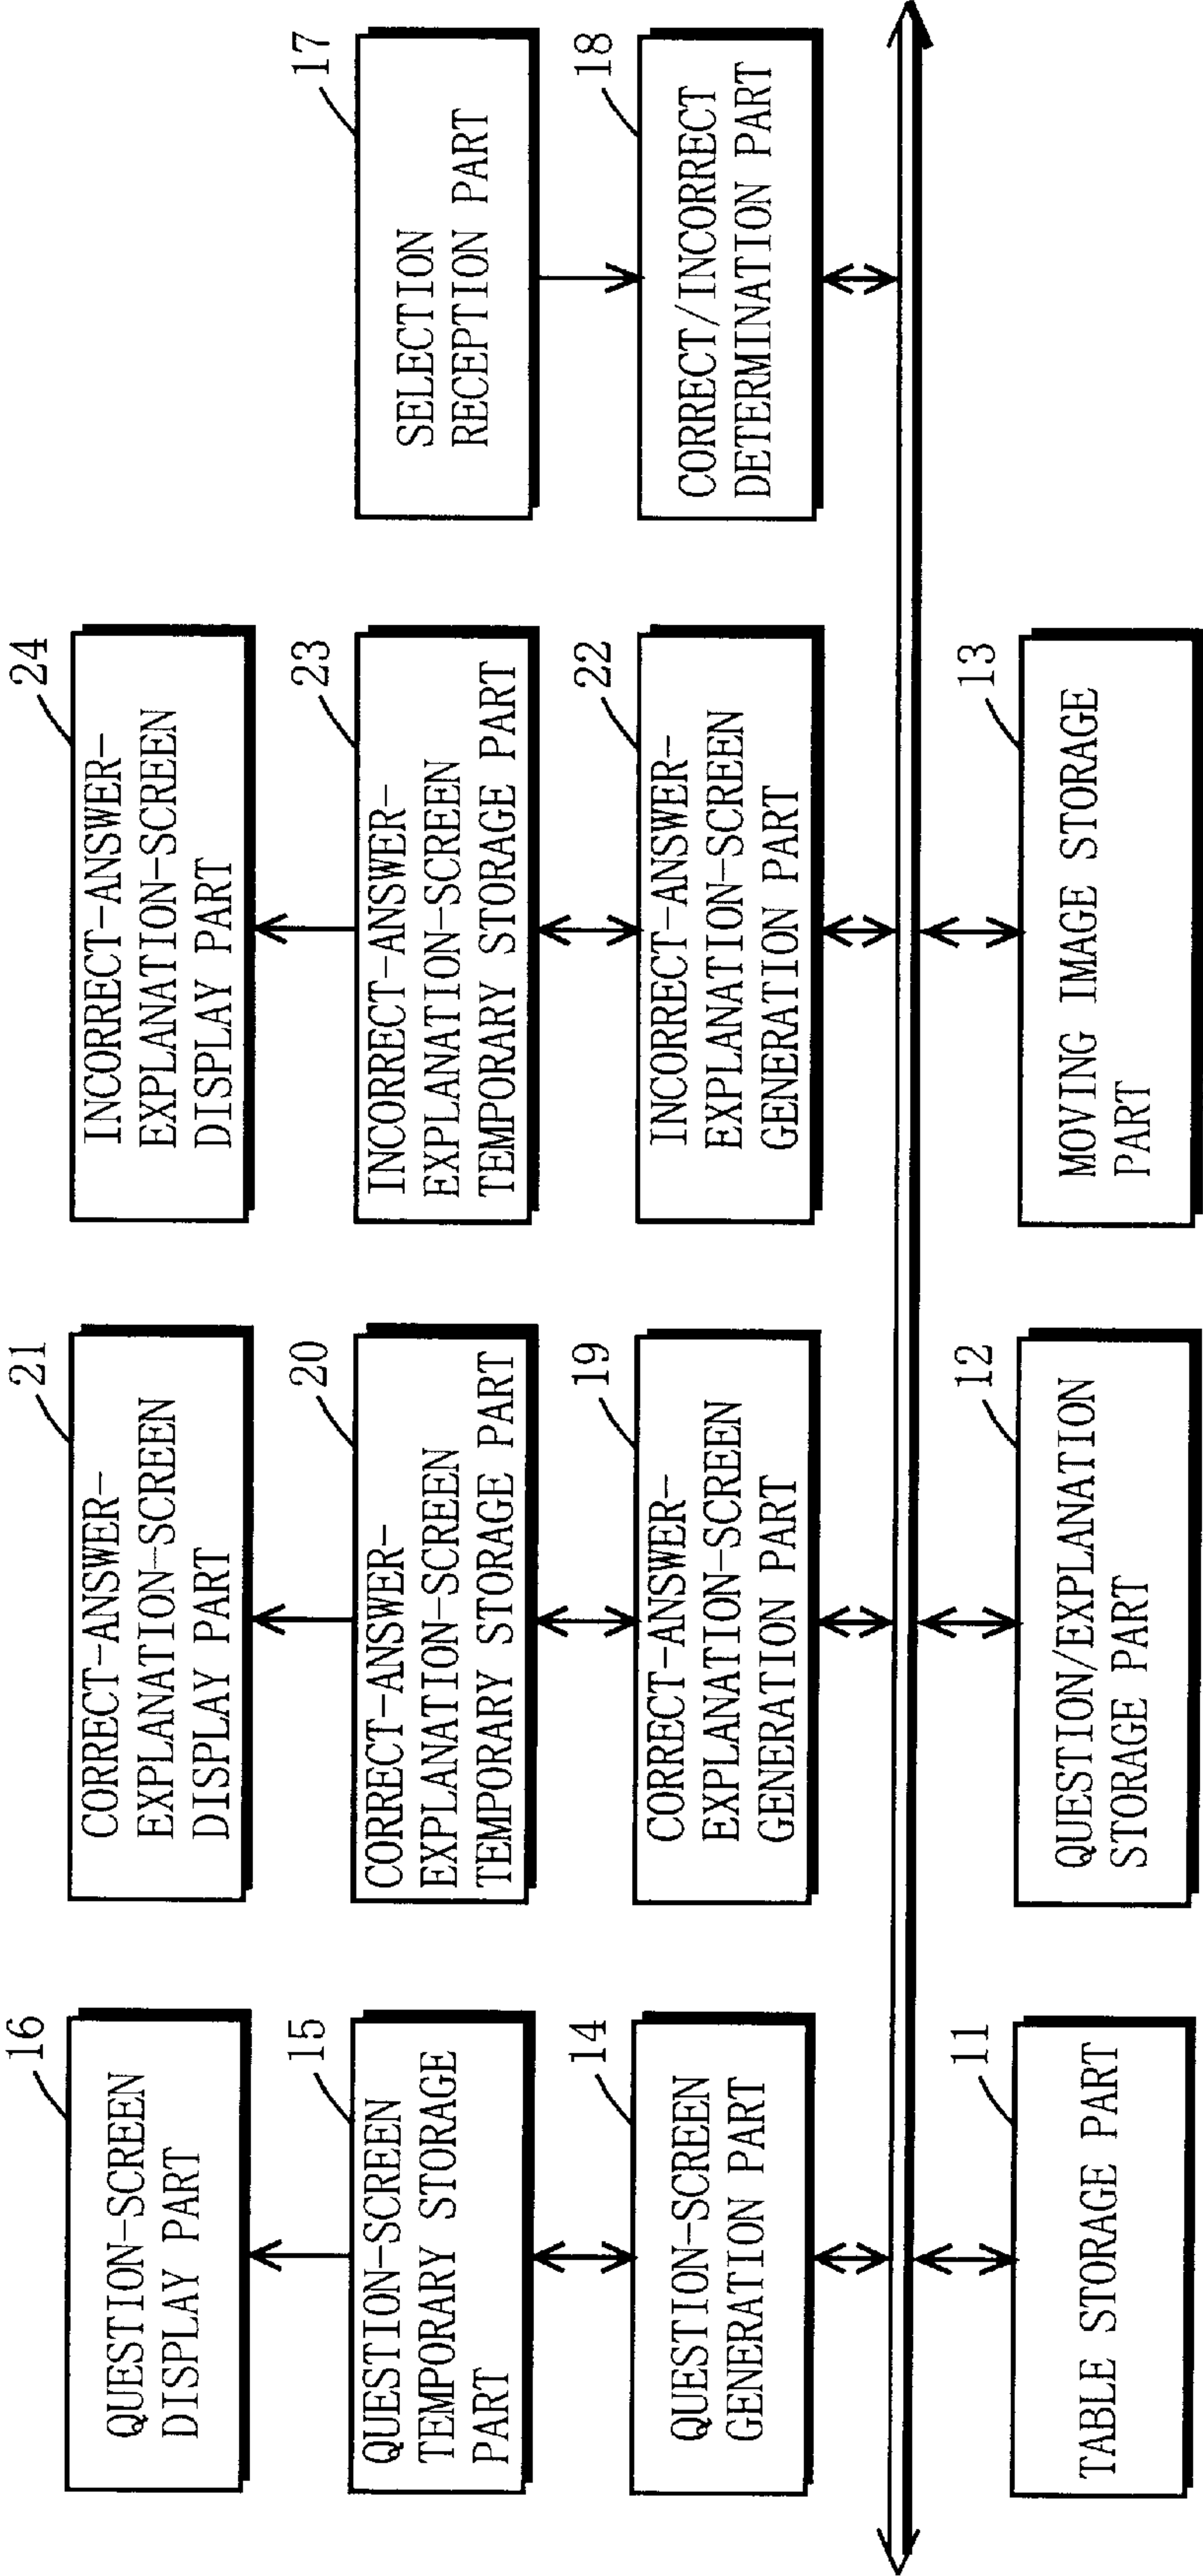 16
QUESTION-SCREEN
DISPLAY PART
21
CORRECT-ANSWER-
EXPLANATION-SCREEN
DISPLAY PART
24
INCORRECT-ANSWER-
EXPLANATION-SCREEN
DISPLAY PART
15
QUESTION-SCREEN
TEMPORARY STORAGE
PART
20
CORRECT-ANSWER-
EXPLANATION-SCREEN
TEMPORARY STORAGE PART
23
INCORRECT-ANSWER-
EXPLANATION-SCREEN
TEMPORARY STORAGE PART
17
SELECTION
RECEPTION PART
14
QUESTION-SCREEN
GENERATION PART
19
CORRECT-ANSWER-
EXPLANATION-SCREEN
GENERATION PART
22
INCORRECT-ANSWER-
EXPLANATION-SCREEN
GENERATION PART
18
CORRECT/INCORRECT
DETERMINATION PART
11
TABLE STORAGE PART
12
QUESTION/EXPLANATION
STORAGE PART
13
MOVING IMAGE STORAGE
PART